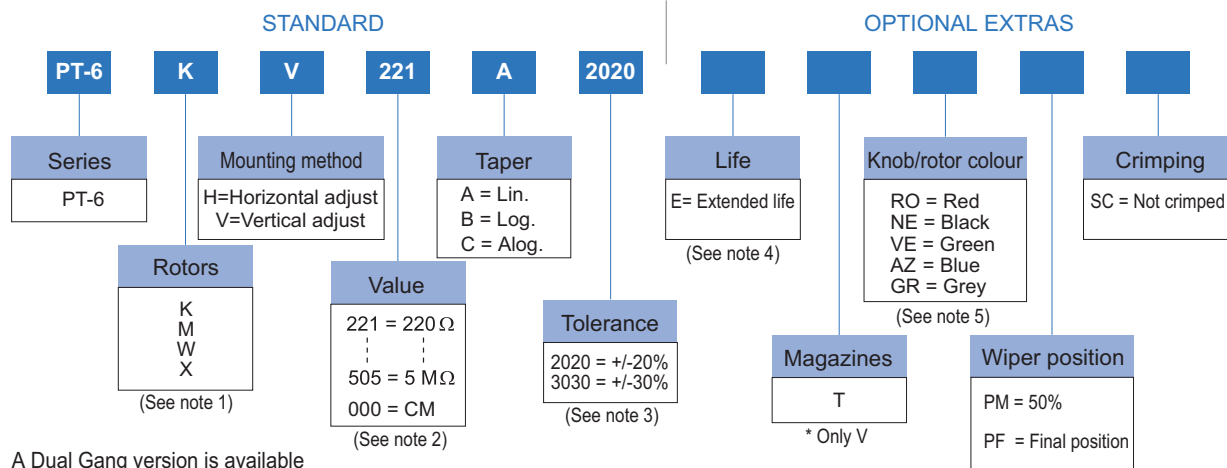 STANDARD
OPTIONAL EXTRAS
PT-6 K V 221 A 2020
Series
PT-6
Mounting method
H=Horizontal adjust
V=Vertical adjust
Taper
A = Lin.
B = Log.
C = Alog.
Life
E= Extended life
(See note 4)
Knob/rotor colour
RO = Red
NE = Black
VE = Green
AZ = Blue
GR = Grey
(See note 5)
Crimping
SC = Not crimped
Rotors
K
M
W
X
(See note 1)
Value
221 = 220 Ω
505 = 5 MΩ
000 = CM
(See note 2)
Tolerance
2020 = +/-20%
3030 = +/-30%
(See note 3)
Magazines
T
* Only V
Wiper position
PM = 50%
PF = Final position
A Dual Gang version is available